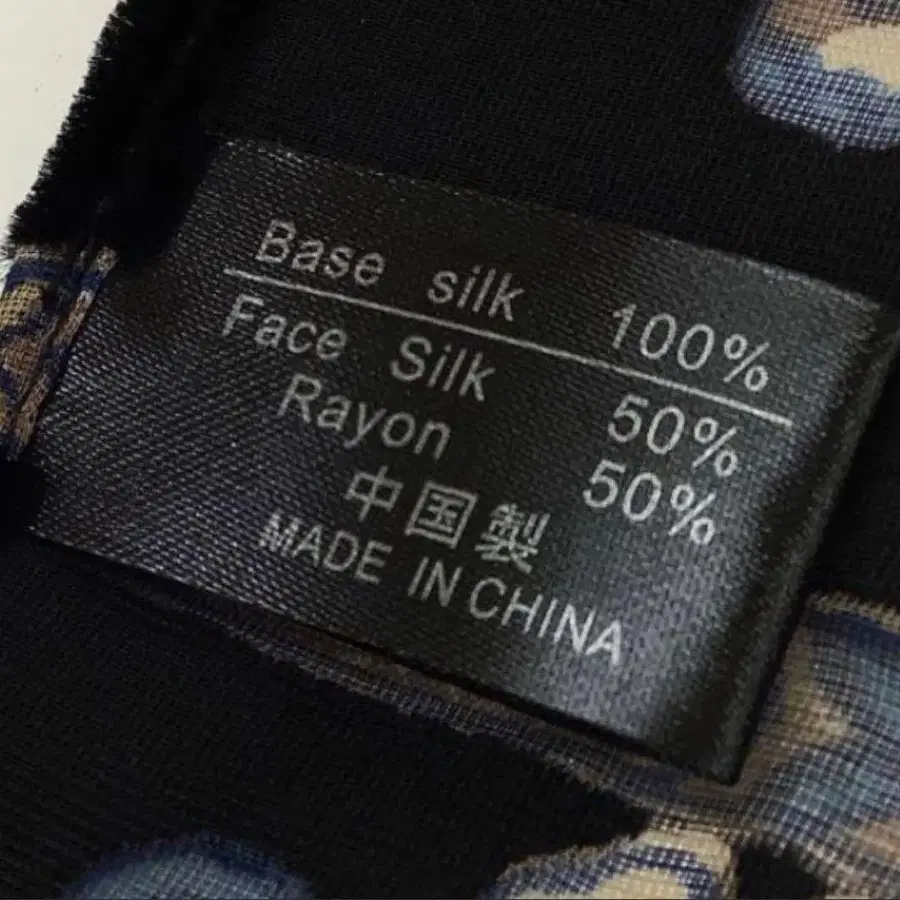 Base silk 100%
Face Silk 50%
Rayon 50%
中国製
MADE IN CHINA